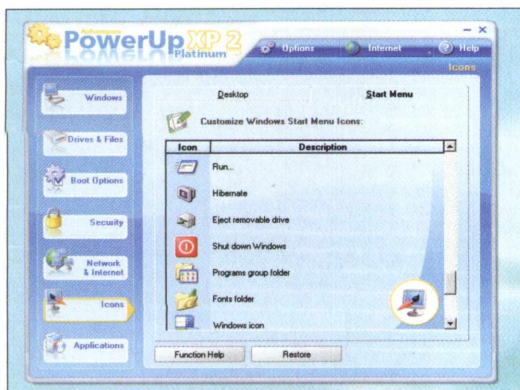 PowerUp XP 2
Platinum
Options
Internet
Help
Icons
Windows
Drives & Files
Boot Options
Security
Network
& Internet
Icons
Applications
Desktop
Start Menu
Customize Windows Start Menu Icons:
Icon
Description
Run...
Hibernate
Eject removable drive
Shut down Windows
Programs group folder
Fonts folder
Windows icon
Function Help
Restore